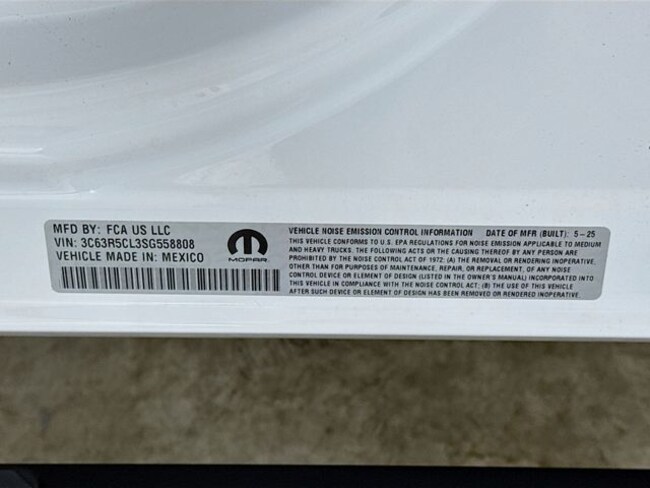 MFD BY: FCA US LLC
VIN: 3C63R5CL3SG558808
VEHICLE MADE IN: MEXICO
MOPAR
VEHICLE NOISE EMISSION CONTROL INFORMATION DATE OF MFR (BUILT): 5-25
THIS VEHICLE CONFORMS TO U.S. EPA REGULATIONS FOR NOISE EMISSION APPLICABLE TO MEDIUM
AND HEAVY TRUCKS. THE FOLLOWING ACTS OR THE CAUSING THEREOF BY ANY PERSON ARE
PROHIBITED BY THE NOISE CONTROL ACT OF 1972: (A) THE REMOVAL OR RENDERING INOPERATIVE,
OTHER THAN FOR PURPOSES OF MAINTENANCE, REPAIR, OR REPLACEMENT, OF ANY NOISE
CONTROL DEVICE OR ELEMENT OF DESIGN (LISTED IN THE OWNER'S MANUAL) INCORPORATED INTO
THIS VEHICLE IN COMPLIANCE WITH THE NOISE CONTROL ACT; (B) THE USE OF THIS VEHICLE
AFTER SUCH DEVICE OR ELEMENT OF DESIGN HAS BEEN REMOVED OR RENDERED INOPERATIVE.